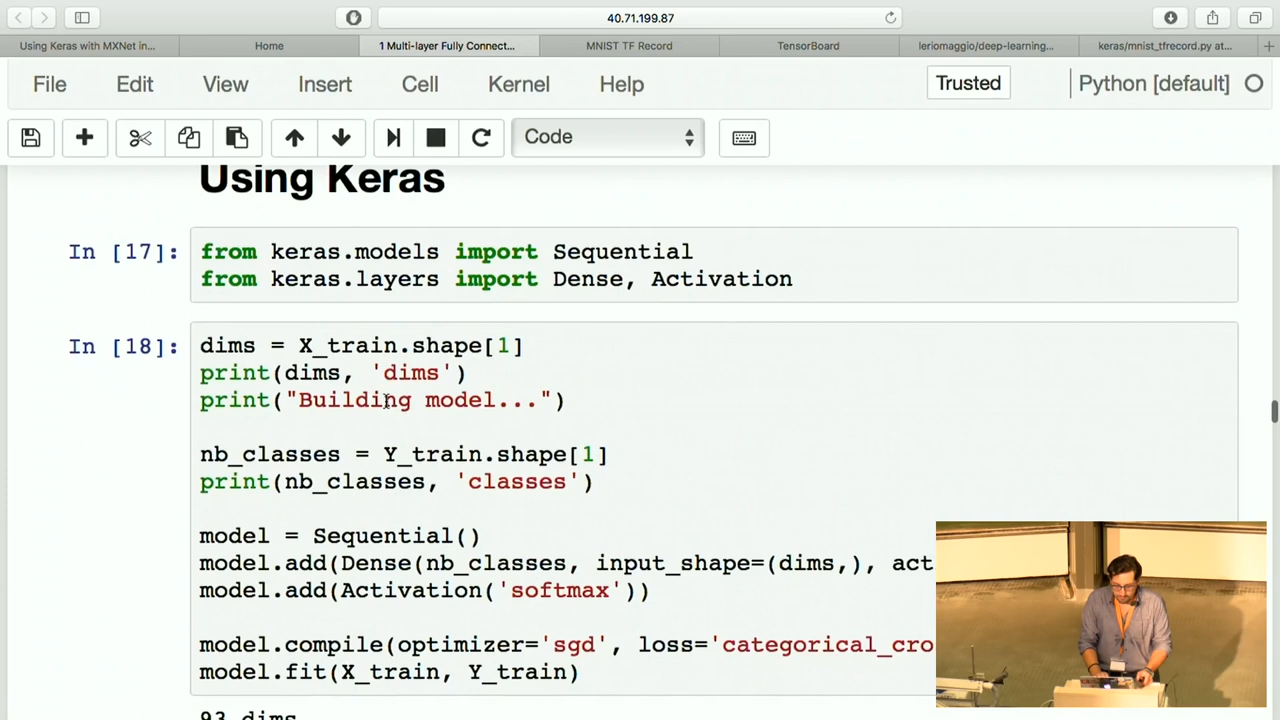 40.71.199.87
Using Keras with MXNet in...
Home
1 Multi-layer Fully Connect...
MNIST TF Record
TensorBoard
leriomaggio/deep-learning...
keras/mnist_tfrecord.py at...
File Edit View Insert Cell Kernel Help
Trusted
Python [default]
Code
Using Keras
In [17]:
from keras.models import Sequential
from keras.layers import Dense, Activation
In [18]:
dims = X_train.shape[1]
print(dims, 'dims')
print("Building model...")
nb_classes = Y_train.shape[1]
print(nb_classes, 'classes')
model = Sequential()
model.add(Dense(nb_classes, input_shape=(dims,), act
model.add(Activation('softmax'))
model.compile(optimizer='sgd', loss='categorical_cro
model.fit(X_train, Y_train)
93 dims